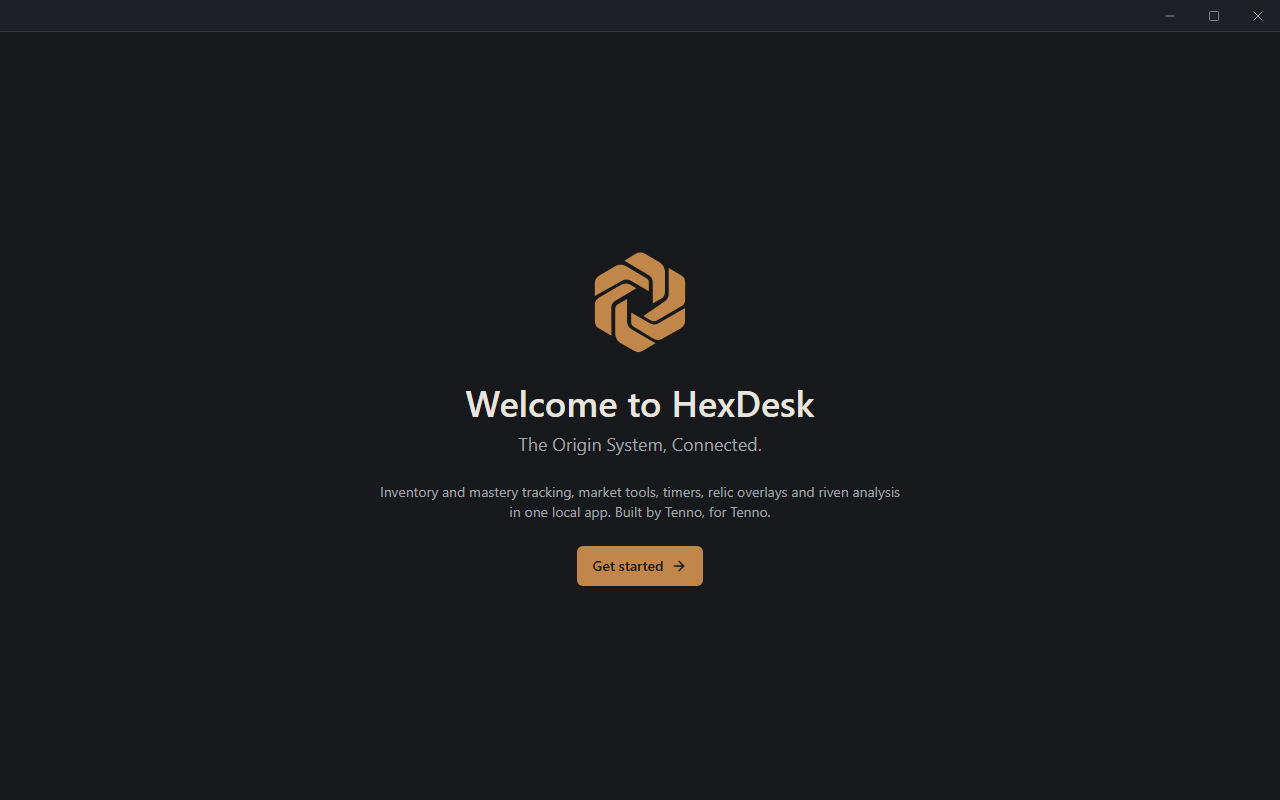 Welcome to HexDesk
The Origin System, Connected.
Inventory and mastery tracking, market tools, timers, relic overlays and riven analysis
in one local app. Built by Tenno, for Tenno.
Get started